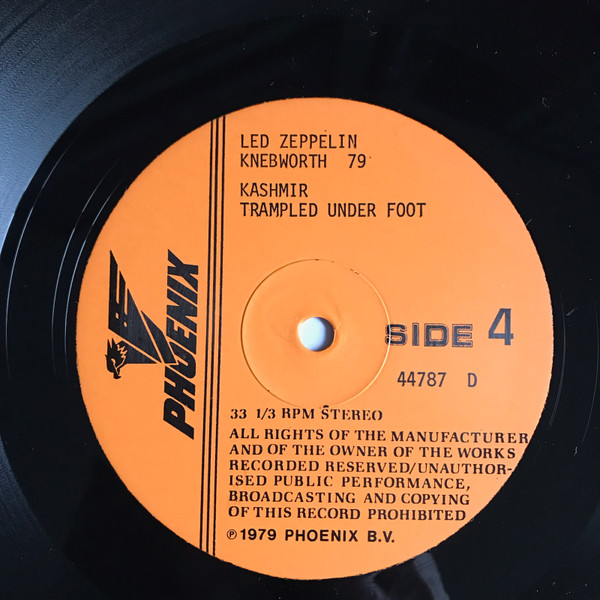 LED ZEPPELIN
KNEBWORTH 79
KASHMIR
TRAMPLED UNDER FOOT
PHOENIX
SIDE 4
44787 D
33 1/3 RPM STEREO
ALL RIGHTS OF THE MANUFACTURER
AND OF THE OWNER OF THE WORKS
RECORDED RESERVED/UNAUTHOR-
ISED PUBLIC PERFORMANCE,
BROADCASTING AND COPYING
OF THIS RECORD PROHIBITED
℗ 1979 PHOENIX B.V.